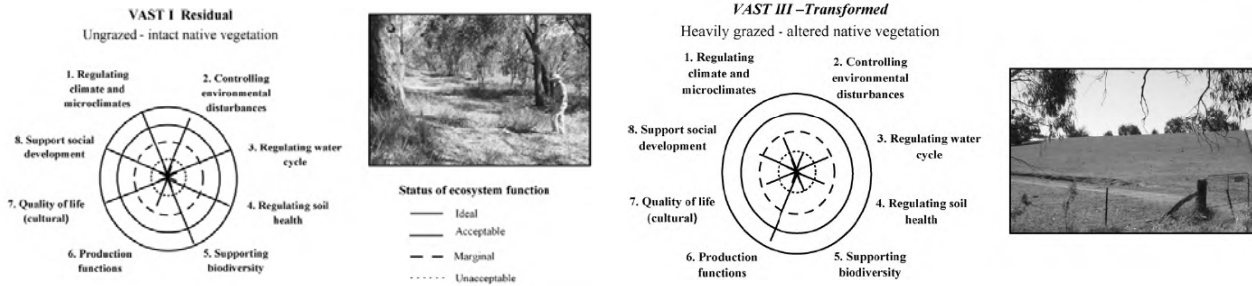 VAST I Residual
Ungrazed - intact native vegetation
1. Regulating
climate and
microclimates
2. Controlling
environmental
disturbances
8. Support social
development
3. Regulating water
cycle
7. Quality of life
(cultural)
4. Regulating soil
health
6. Production
functions
5. Supporting
biodiversity
Status of ecosystem function
Ideal
Acceptable
Marginal
Unacceptable
VAST III –Transformed
Heavily grazed - altered native vegetation
1. Regulating
climate and
microclimates
2. Controlling
environmental
disturbances
8. Support social
development
3. Regulating water
cycle
7. Quality of life
(cultural)
4. Regulating soil
health
6. Production
functions
5. Supporting
biodiversity